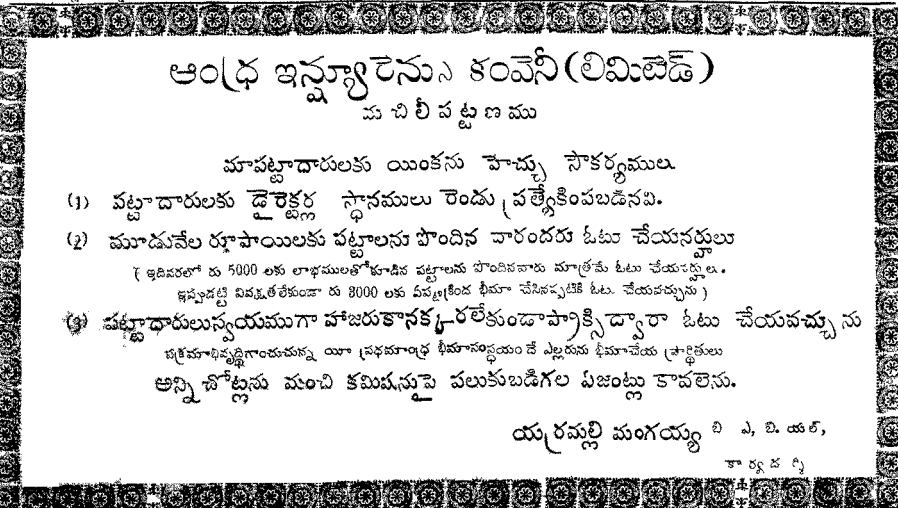 ఆంధ్ర ఇన్ష్యూరెన్సు కంపెనీ (లిమిటెడ్)
మచిలీపట్టణము
మాపట్టాదారులకు యింకను హెచ్చు సౌకర్యములు
(1) పట్టాదారులకు డైరెక్టర్ల స్థానములు రెండు ప్రత్యేకింపబడినవి.
(2) మూడువేల రూపాయిలకు పట్టాలను పొందిన వారందరు ఓటు చేయనర్హులు
(ఇదివరలో రు 5000 లకు లాభములతోకూడిన పట్టాలను పొందినవారు మాత్రమే ఓటు చేయనర్హులు.
ఇప్పుడట్టి వివక్షతలేకుండా రు 3000 లకు ఏపట్టాక్రింద భీమా చేసినప్పటికి ఓటు చేయవచ్చును)
(3) పట్టాదారులుస్వయముగా హాజరుకానక్కరలేకుండాప్రాక్సిద్వారా ఓటు చేయవచ్చును
సక్రమాభివృద్ధిగాంచుచున్న యీ ప్రథమాంధ్ర భీమాసంస్థయందే ఎల్లరును భీమాచేయ ప్రార్థితులు
అన్ని చోట్లను మంచి కమిషనుపై పలుకుబడిగల ఏజంట్లు కావలెను.
యర్రమల్లి మంగయ్య బి ఎ, బి. యల్,
కార్యదర్శి